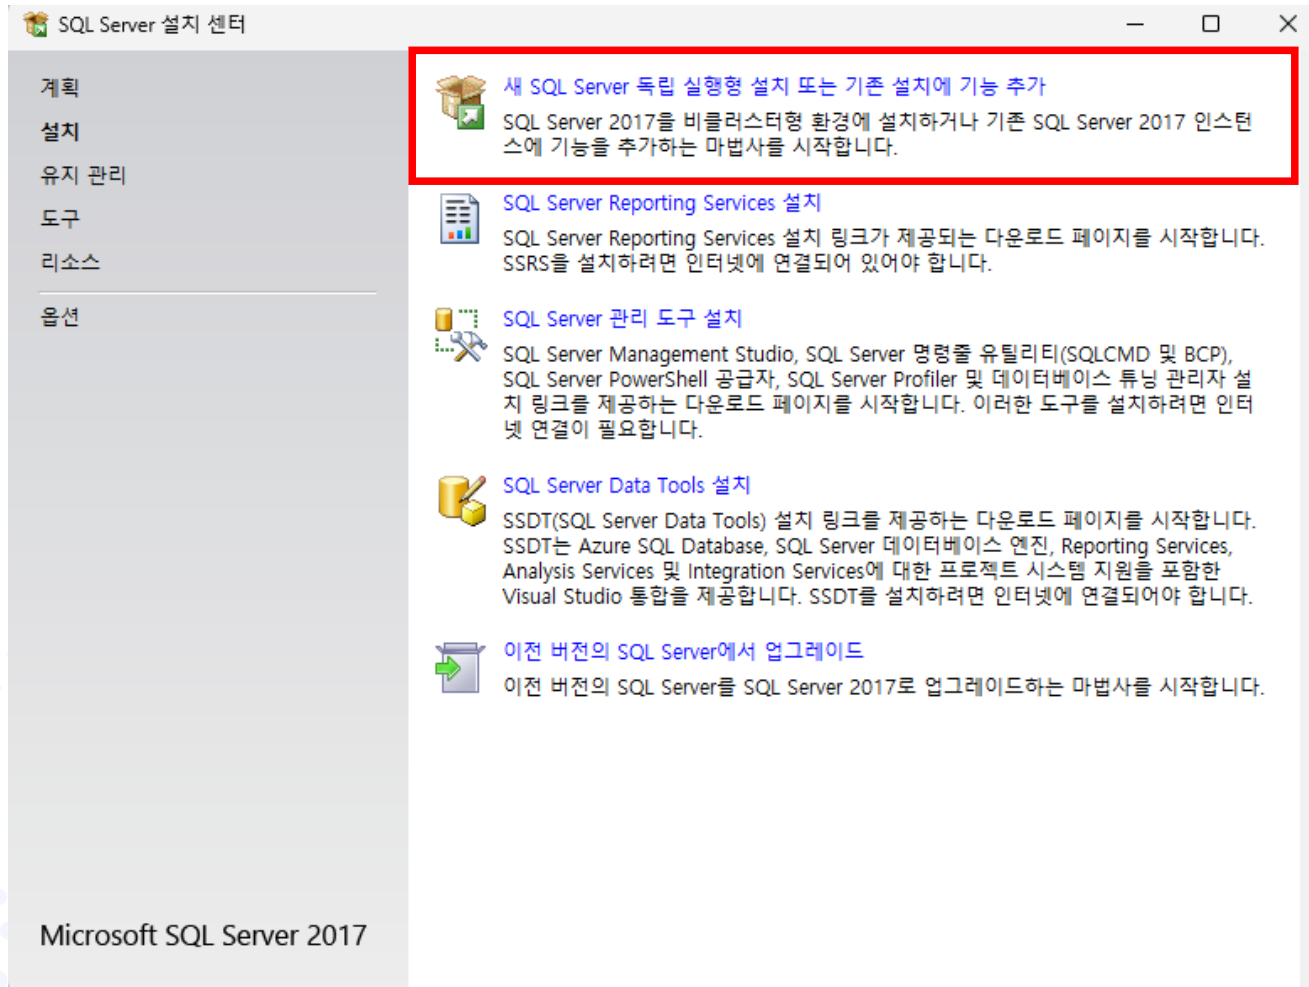 SQL Server 설치 센터
계획
설치
유지 관리
도구
리소스
옵션
Microsoft SQL Server 2017
새 SQL Server 독립 실행형 설치 또는 기존 설치에 기능 추가
SQL Server 2017을 비클러스터형 환경에 설치하거나 기존 SQL Server 2017 인스턴
스에 기능을 추가하는 마법사를 시작합니다.
SQL Server Reporting Services 설치
SQL Server Reporting Services 설치 링크가 제공되는 다운로드 페이지를 시작합니다.
SSRS을 설치하려면 인터넷에 연결되어 있어야 합니다.
SQL Server 관리 도구 설치
SQL Server Management Studio, SQL Server 명령줄 유틸리티(SQLCMD 및 BCP),
SQL Server PowerShell 공급자, SQL Server Profiler 및 데이터베이스 튜닝 관리자 설
치 링크를 제공하는 다운로드 페이지를 시작합니다. 이러한 도구를 설치하려면 인터
넷 연결이 필요합니다.
SQL Server Data Tools 설치
SSDT(SQL Server Data Tools) 설치 링크를 제공하는 다운로드 페이지를 시작합니다.
SSDT는 Azure SQL Database, SQL Server 데이터베이스 엔진, Reporting Services,
Analysis Services 및 Integration Services에 대한 프로젝트 시스템 지원을 포함한
Visual Studio 통합을 제공합니다. SSDT를 설치하려면 인터넷에 연결되어야 합니다.
이전 버전의 SQL Server에서 업그레이드
이전 버전의 SQL Server를 SQL Server 2017로 업그레이드하는 마법사를 시작합니다.